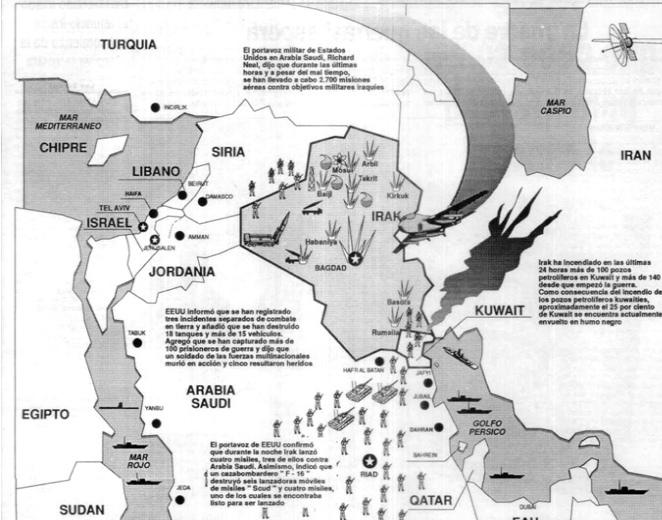 TURQUIA
El portavoz militar de Estados
Unidos en Arabia Saudi, Richard
Neal, dijo que durante las últimas
horas y a pesar del mal tiempo,
se han llevado a cabo 2.700 misiones
aéreas contra objetivos militares iraquíes
INCIRLIK
MAR
MEDITERRANEO
CHIPRE
MAR
CASPIO
IRAN
SIRIA
LIBANO
BEIRUT
DAMASCO
HAIFA
TEL AVIV
ISRAEL
JERUSALEN
AMMAN
JORDANIA
Mosul
Arbil
Takrit
Baiji
Kirkuk
IRAK
Habaniya
BAGDAD
Basora
Rumailia
KUWAIT
Irak ha incendiado en las últimas
24 horas más de 100 pozos
petrolíferos en Kuwait y más de 140
desde que empezó la guerra.
Como consecuencia del incendio de
los pozos petrolíferos kuwaitíes,
aproximadamente el 25 por ciento
de Kuwait se encuentra actualmente
envuelto en humo negro
EEUU informó que se han registrado
tres incidentes separados de combate
en tierra y añadió que se han destruido
18 tanques y más de 15 vehículos.
Agregó que se han capturado más de
100 prisioneros de guerra y dijo que
un soldado de las fuerzas multinacionales
murió en acción y cinco resultaron heridos
TABUK
HAFR AL BATAN
JAFYI
JUBAIL
DAHRAN
BAHREIN
GOLFO
PERSICO
ARABIA
SAUDI
EGIPTO
YANBU
MAR
ROJO
JEDA
SUDAN
El portavoz de EEUU confirmó
que durante la noche Irak lanzó
cuatro misiles, tres de ellos contra
Arabia Saudí. Asimismo, indicó que
un cazabombardero " F - 16 "
destruyó seis lanzadoras móviles
de misiles " Scud " y cuatro misiles,
uno de los cuales se encontraba
listo para ser lanzado
RIAD
QATAR
DUBAI